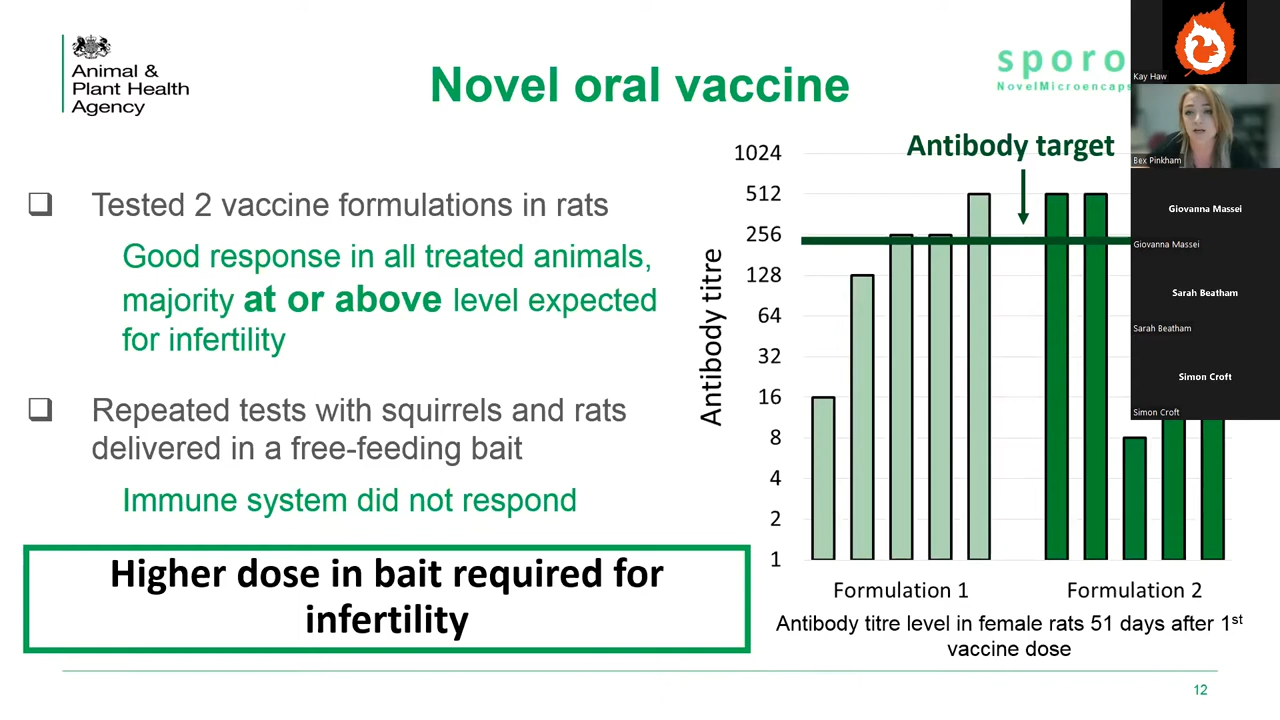 Animal &
Plant Health
Agency
Novel oral vaccine
sporo
NovelMicroencaps
Kay Haw
Bex Pinkham
Giovanna Massei
Giovanna Massei
Sarah Beatham
Sarah Beatham
Simon Croft
Simon Croft
Tested 2 vaccine formulations in rats
Good response in all treated animals,
majority at or above level expected
for infertility
Repeated tests with squirrels and rats
delivered in a free-feeding bait
Immune system did not respond
Higher dose in bait required for
infertility
Antibody target
Antibody titre
1024
512
256
128
64
32
16
8
4
2
1
Formulation 1
Formulation 2
Antibody titre level in female rats 51 days after 1st
vaccine dose
12